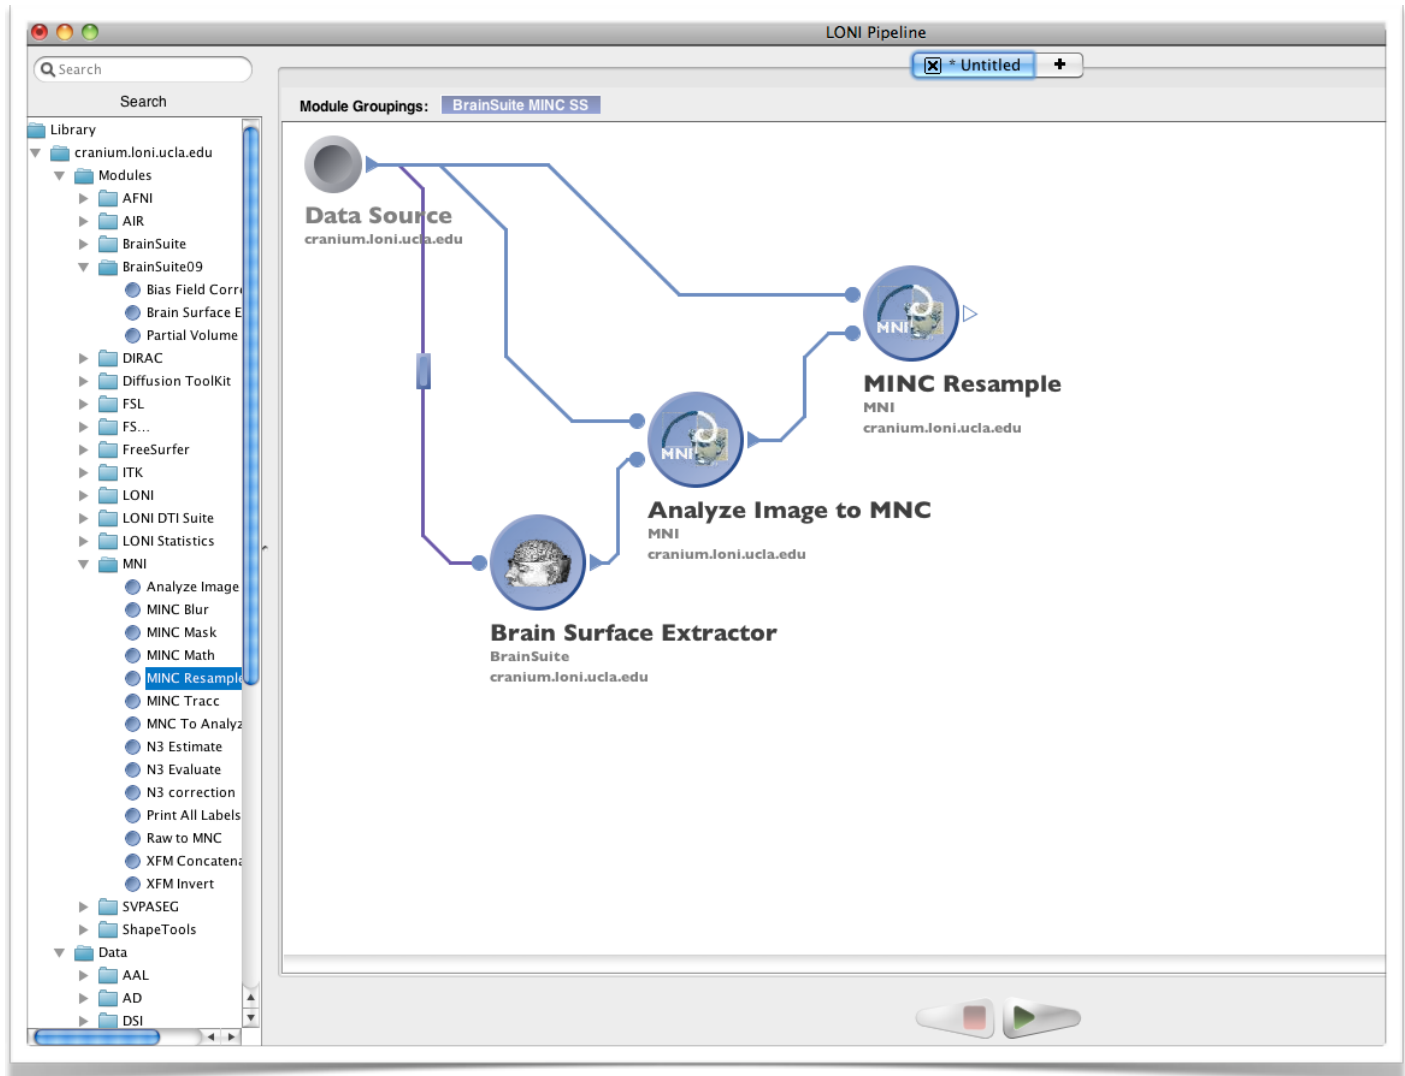 LONI Pipeline
Search
* Untitled
+
Search
Module Groupings: BrainSuite MINC SS
Library
cranium.loni.ucla.edu
Modules
AFNI
AIR
BrainSuite
BrainSuite09
Bias Field Corre
Brain Surface E
Partial Volume
DIRAC
Diffusion ToolKit
FSL
FS...
FreeSurfer
ITK
LONI
LONI DTI Suite
LONI Statistics
MNI
Analyze Image
MINC Blur
MINC Mask
MINC Math
MINC Resample
MINC Tracc
MNC To Analyz
N3 Estimate
N3 Evaluate
N3 correction
Print All Labels
Raw to MNC
XFM Concatena
XFM Invert
SVPASEG
ShapeTools
Data
AAL
AD
DSI
Data Source
cranium.loni.ucla.edu
MNI
MINC Resample
MNI
cranium.loni.ucla.edu
MNI
Analyze Image to MNC
MNI
cranium.loni.ucla.edu
Brain Surface Extractor
BrainSuite
cranium.loni.ucla.edu